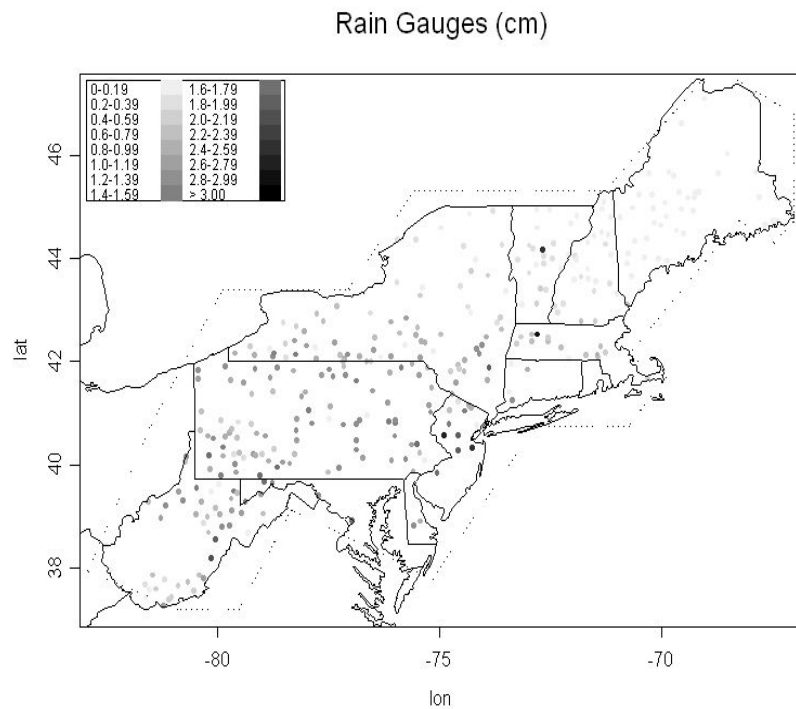 Rain Gauges (cm)
0-0.19 1.6-1.79
0.2-0.39 1.8-1.99
0.4-0.59 2.0-2.19
0.6-0.79 2.2-2.39
0.8-0.99 2.4-2.59
1.0-1.19 2.6-2.79
1.2-1.39 2.8-2.99
1.4-1.59 > 3.00
46
44
lat
42
40
38
-80 -75 -70
lon